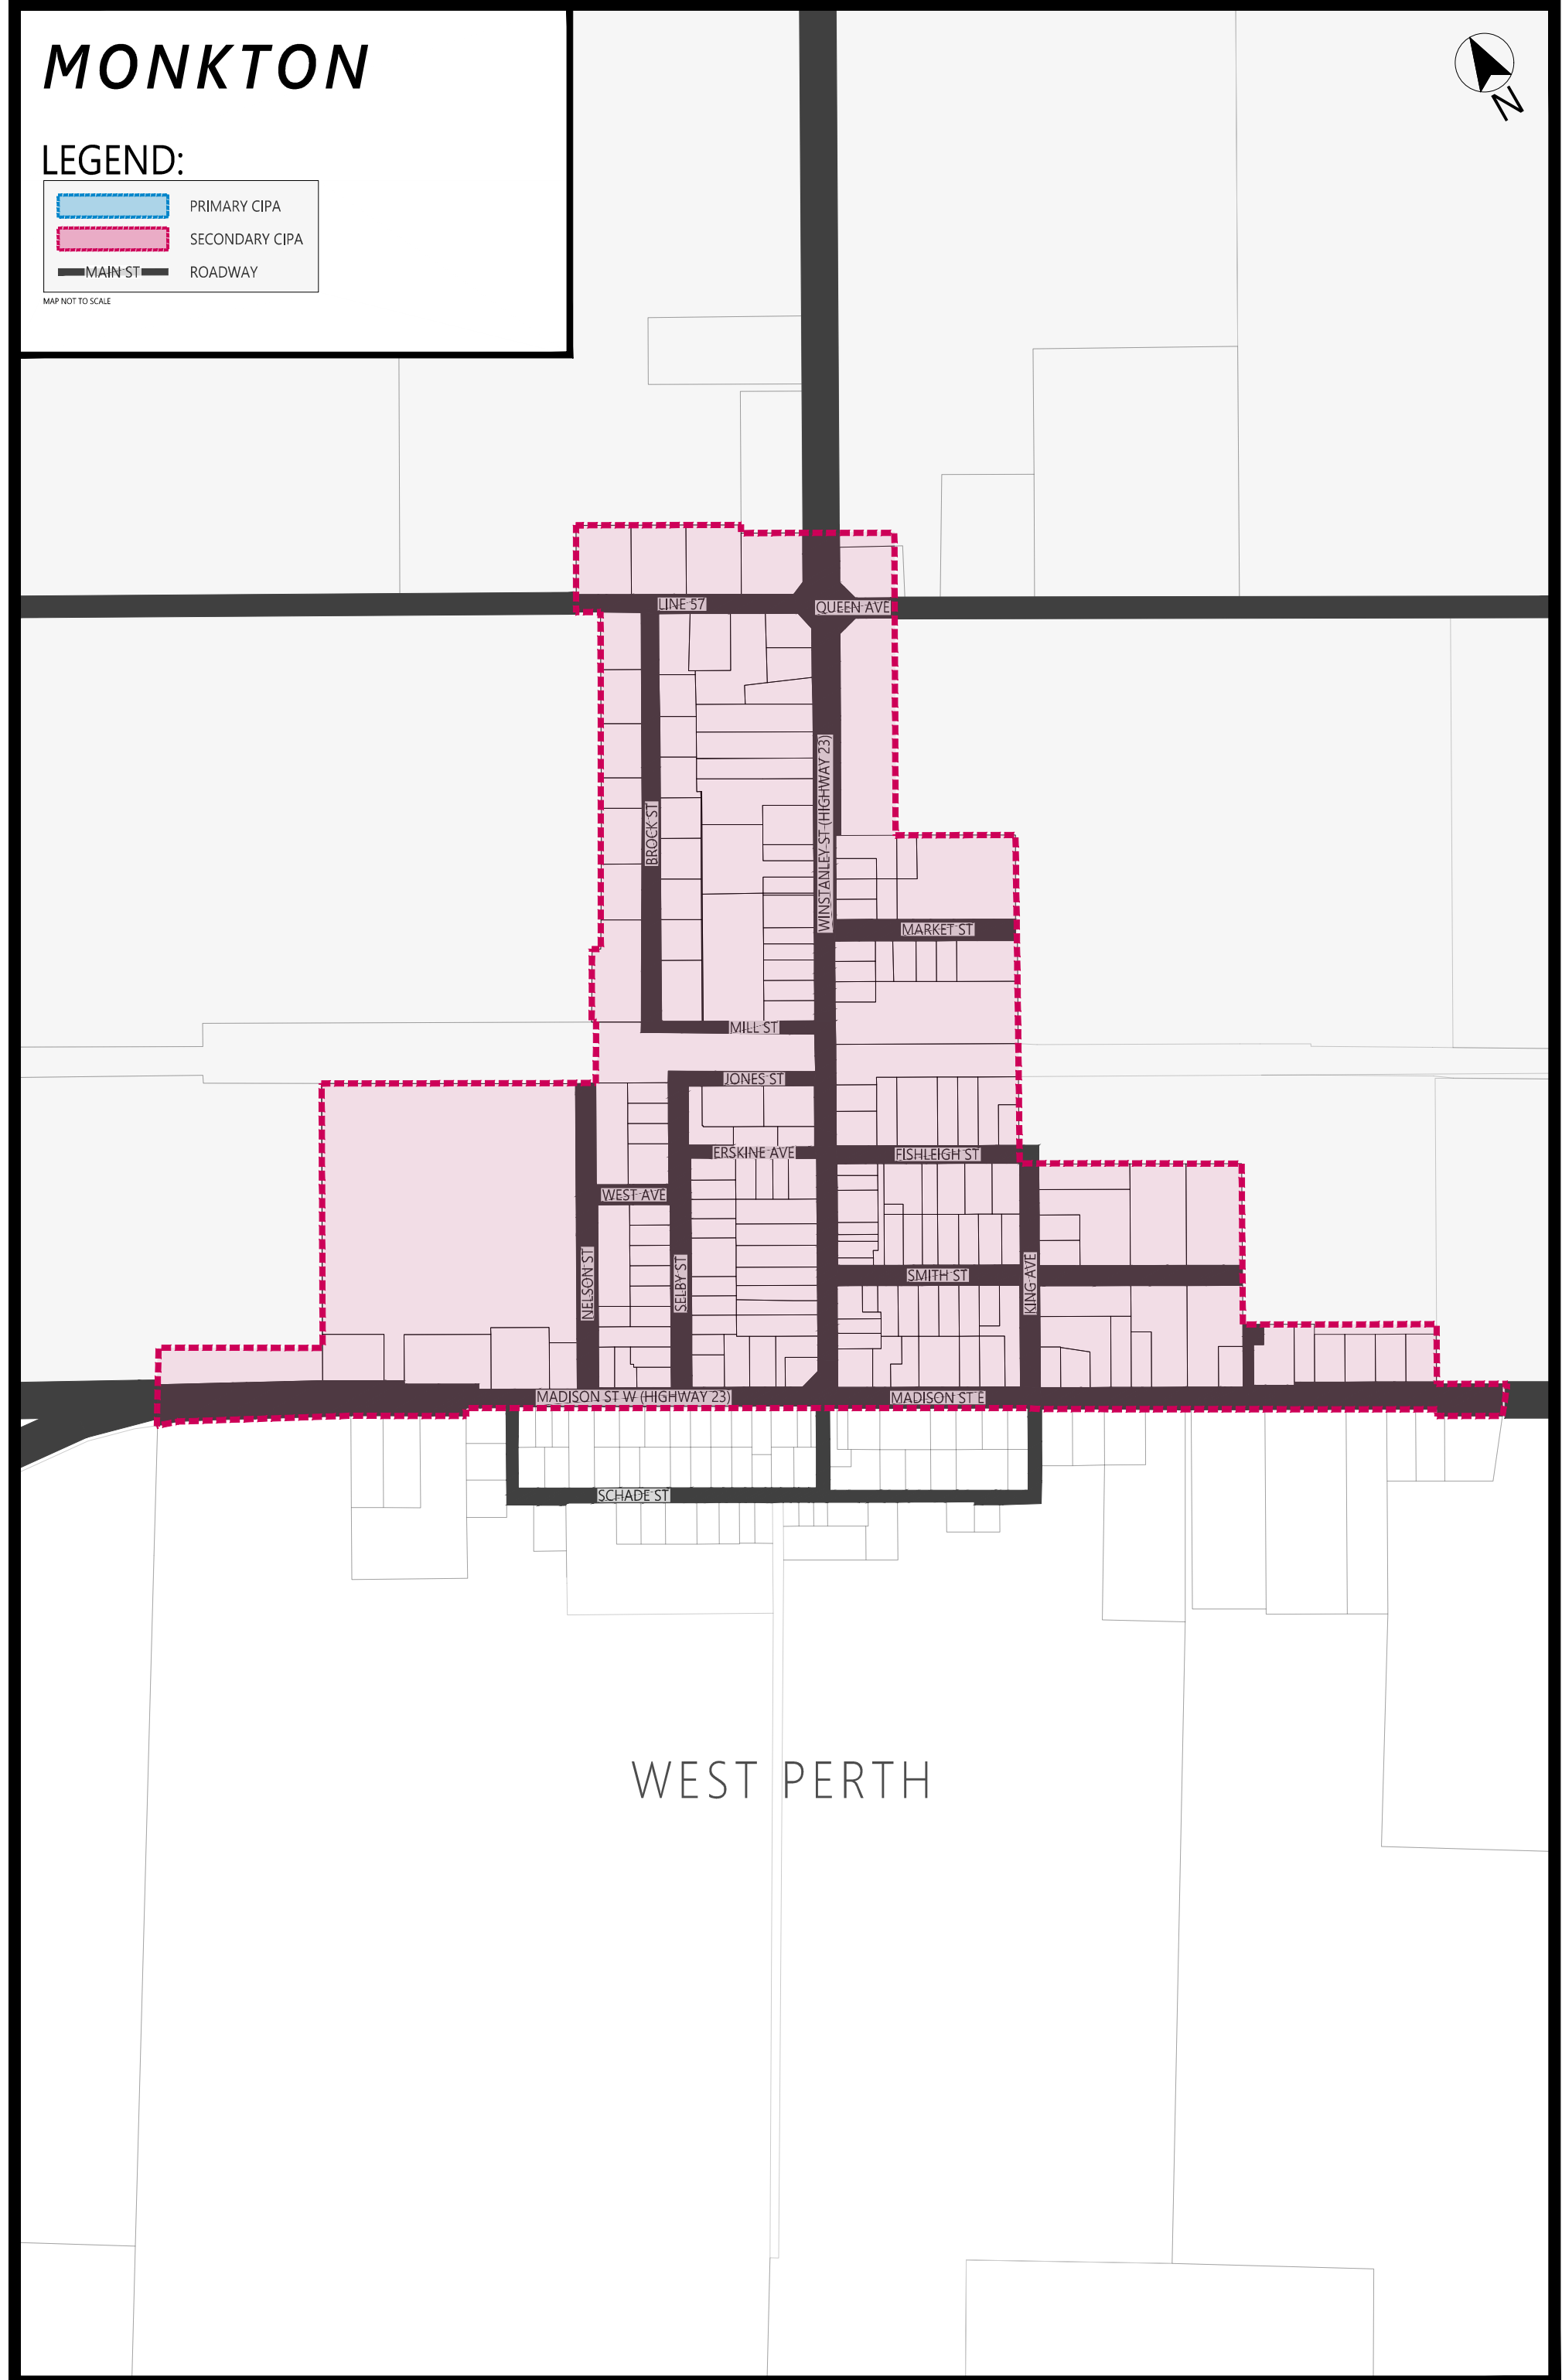 MONKTON
N
LEGEND:
PRIMARY CIPA
SECONDARY CIPA
MAIN ST
ROADWAY
MAP NOT TO SCALE
LINE 57
QUEEN AVE
WINSTANLEY ST (HIGHWAY 23)
BROCK ST
MARKET ST
MILL ST
JONES ST
ERSKINE AVE
FISHLEIGH ST
WEST AVE
NELSON ST
SELBY ST
SMITH ST
KING AVE
MADISON ST W (HIGHWAY 23)
MADISON ST E
SCHADE ST
WEST PERTH